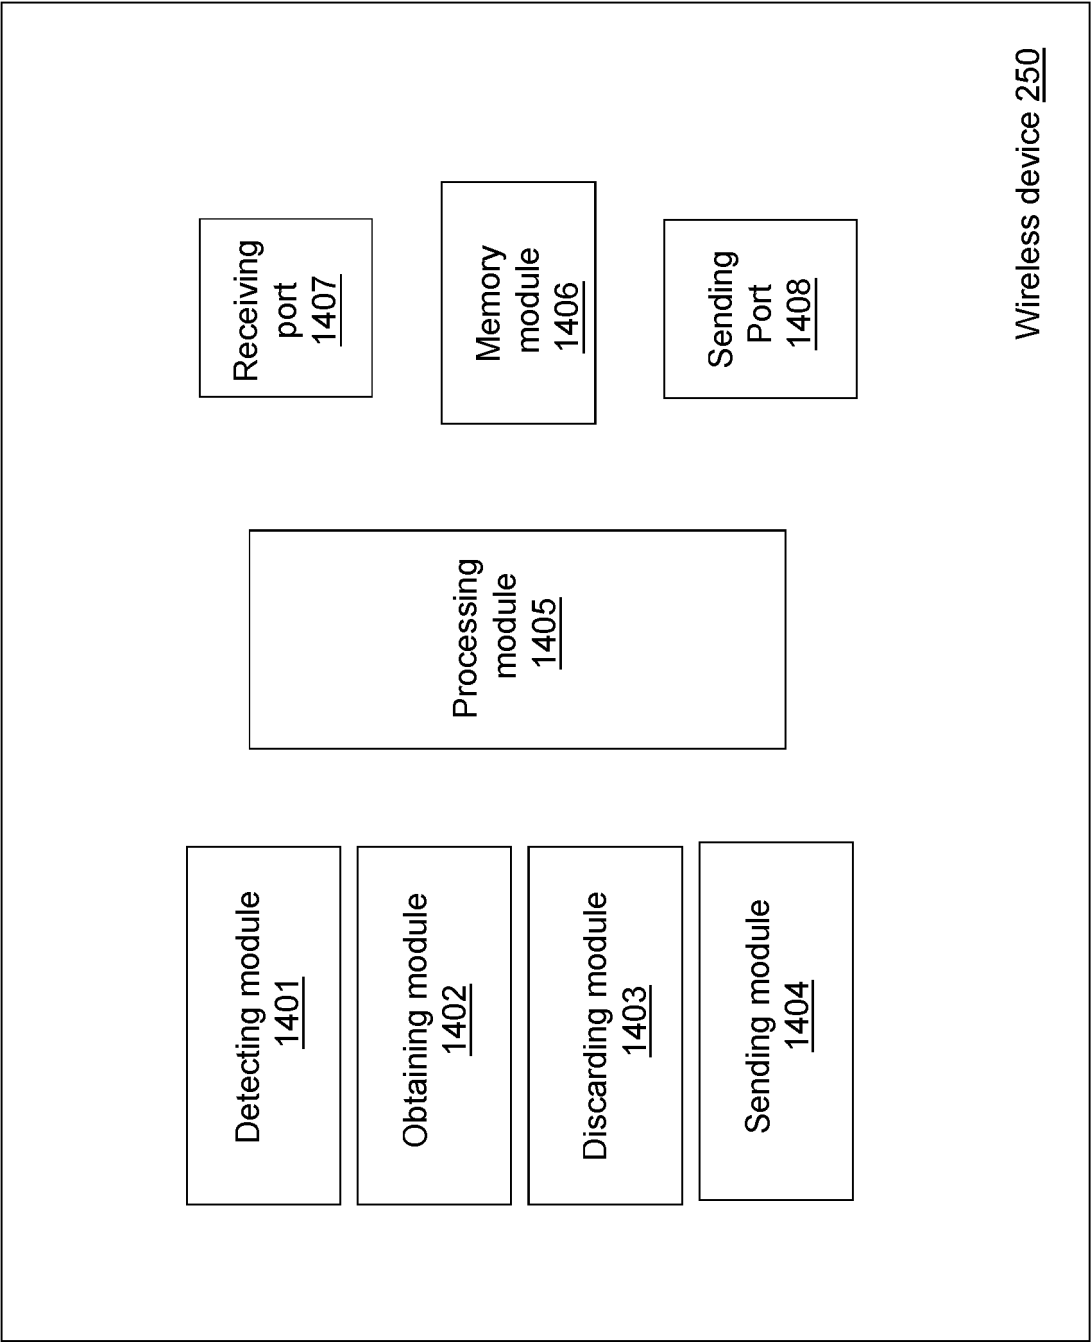 Detecting module
1401
Obtaining module
1402
Discarding module
1403
Sending module
1404
Processing
module
1405
Receiving
port
1407
Memory
module
1406
Sending
Port
1408
Wireless device 250